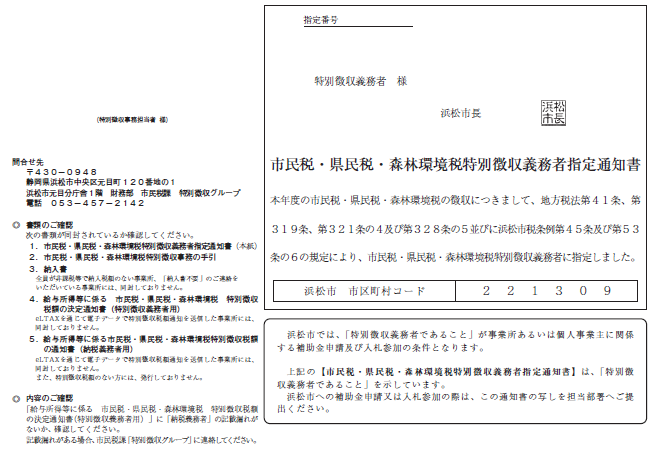 (特別徴収事務担当者 様)
問合せ先
〒430-0948
静岡県浜松市中央区元目町120番地の1
浜松市元目分庁舎1階 財務部 市民税課 特別徴収グループ
電話 053-457-2142
◎ 書類のご確認
次の書類が同封されているか確認してください。
1. 市民税・県民税・森林環境税特別徴収義務者指定通知書(本紙)
2. 市民税・県民税・森林環境税特別徴収事務の手引
3. 納入書
全員が非課税等で納入税額のない事業所、「納入書不要」のご連絡を
いただいている事業所には、同封しておりません。
4. 給与所得等に係る 市民税・県民税・森林環境税 特別徴収
税額の決定通知書(特別徴収義務者用)
eLTAXを通じて電子データで特別徴収税額通知を送信した事業所には、
同封しておりません。
5. 給与所得等に係る市民税・県民税・森林環境税特別徴収税額
の通知書(納税義務者用)
eLTAXを通じて電子データで特別徴収税額通知を送信した事業所には、
同封しておりません。
また、特別徴収税額のない方には、発行しておりません。
◎ 内容のご確認
「給与所得等に係る 市民税・県民税・森林環境税 特別徴収税額
の決定通知書(特別徴収義務者用)」に「納税義務者」の記載漏れが
ないか、確認してください。
記載漏れがある場合、市民税課「特別徴収グループ」に連絡してください。
指定番号
特別徴収義務者 様
浜松市長
浜松
市長
市民税・県民税・森林環境税特別徴収義務者指定通知書
本年度の市民税・県民税・森林環境税の徴収につきまして、地方税法第41条、第
319条、第321条の4及び第328条の5並びに浜松市税条例第45条及び第53
条の6の規定により、市民税・県民税・森林環境税特別徴収義務者に指定しました。
浜松市 市区町村コード 221309
浜松市では、「特別徴収義務者であること」が事業所あるいは個人事業主に関係
する補助金申請及び入札参加の条件となります。
上記の【市民税・県民税・森林環境税特別徴収義務者指定通知書】は、「特別徴
収義務者であること」を示しています。
浜松市への補助金申請又は入札参加の際は、この通知書の写しを担当部署へご提
出ください。